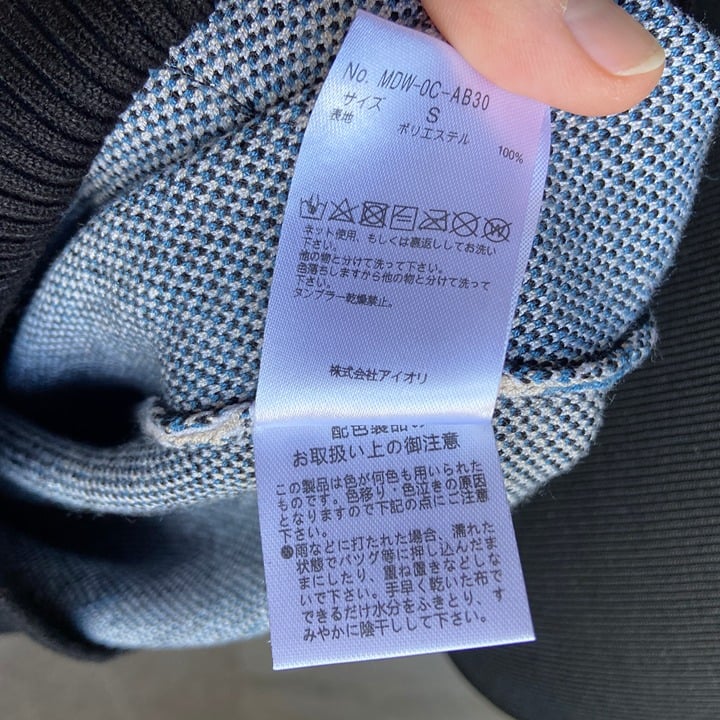 No. MDW-0C-AB30
サイズ S
表地 ポリエステル 100%
ネット使用、もしくは裏返ししてお洗い
下さい。
他の物と分けて洗って下さい。
色落ちしますから他の物と分けて洗って
下さい。
タンブラー乾燥禁止。
株式会社アイオリ
配色製品の
お取扱い上の御注意
この製品は色が何色も用いられた
ものです。色移り・色泣きの原因
となりますので下記の点にご注意
下さい。
雨などに打たれた場合、濡れた
状態でバッグ等に押し込んだま
まにしたり、重ね置きなどしな
いで下さい。手早く乾いた布で
できるだけ水分をふきとり、す
みやかに陰干しして下さい。